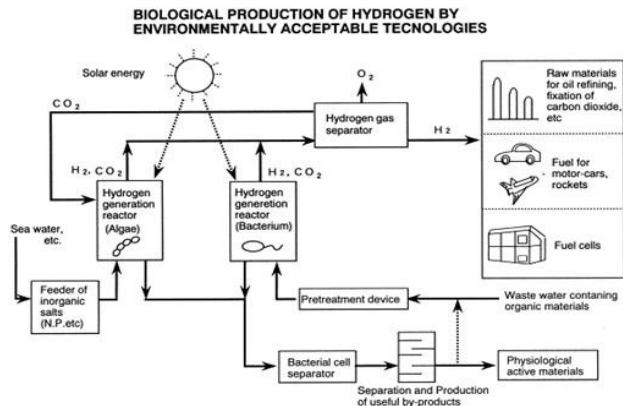 BIOLOGICAL PRODUCTION OF HYDROGEN BY
ENVIRONMENTALLY ACCEPTABLE TECNOLOGIES
Solar energy
O₂
CO₂
Hydrogen gas
separator
H₂
Raw materials
for oil refining,
fixation of
carbon dioxide,
etc
Fuel for
motor-cars,
rockets
Fuel cells
H₂, CO₂
H₂, CO₂
Hydrogen
generation
reactor
(Algae)
Hydrogen
generetion
reactor
(Bacterium)
Sea water,
etc.
Feeder of
inorganic
salts
(N.P.etc)
Pretreatment device
Waste water contaning
organic materials
Bacterial cell
separator
Separation and Production
of useful by-products
Physiological
active materials